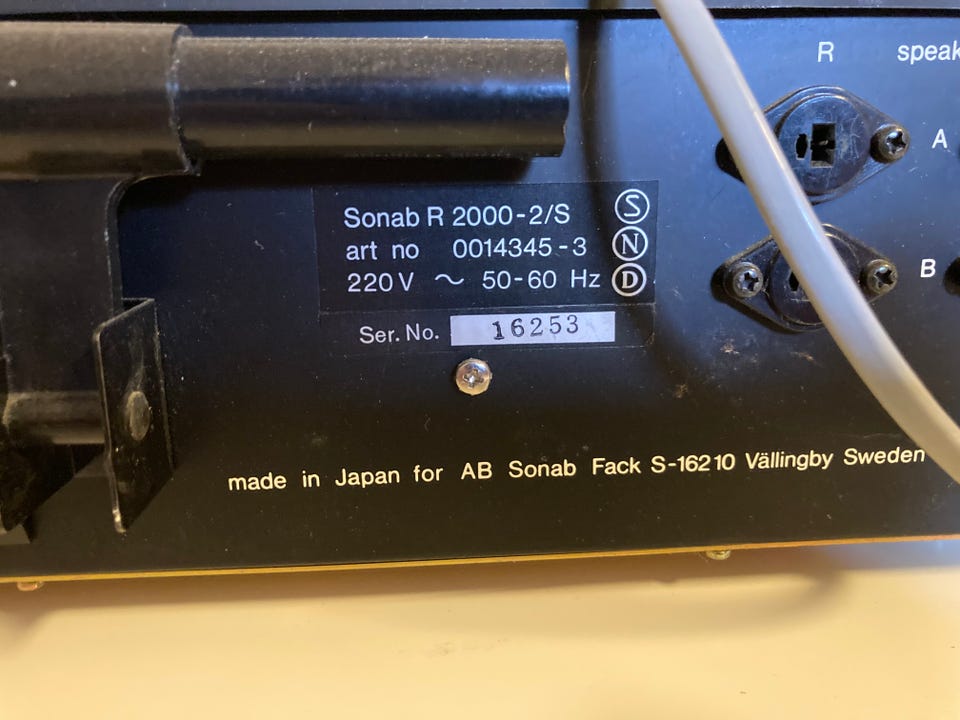 R speak
A
Sonab R 2000-2/S S
art no 0014345-3 N
220V ~ 50-60 Hz D
B
Ser. No. 16253
made in Japan for AB Sonab Fack S-16210 Vällingby Sweden